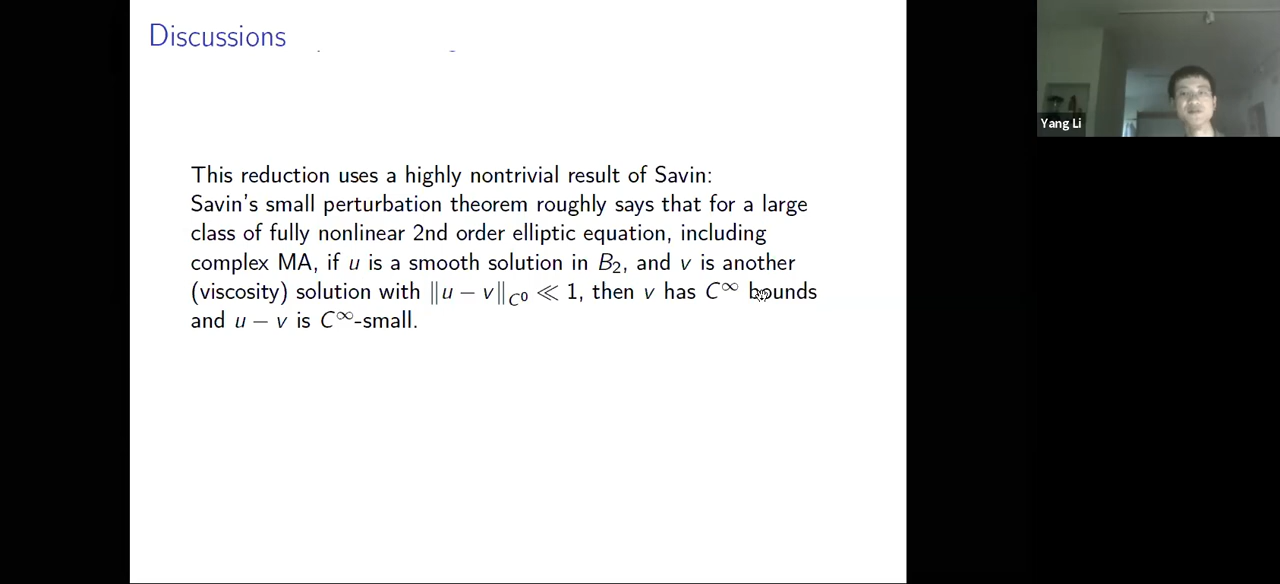 Discussions
This reduction uses a highly nontrivial result of Savin:
Savin's small perturbation theorem roughly says that for a large
class of fully nonlinear 2nd order elliptic equation, including
complex MA, if u is a smooth solution in B₂, and v is another
(viscosity) solution with ‖u − v‖_{C⁰} ≪ 1, then v has C^∞ bounds
and u − v is C^∞-small.
Yang Li